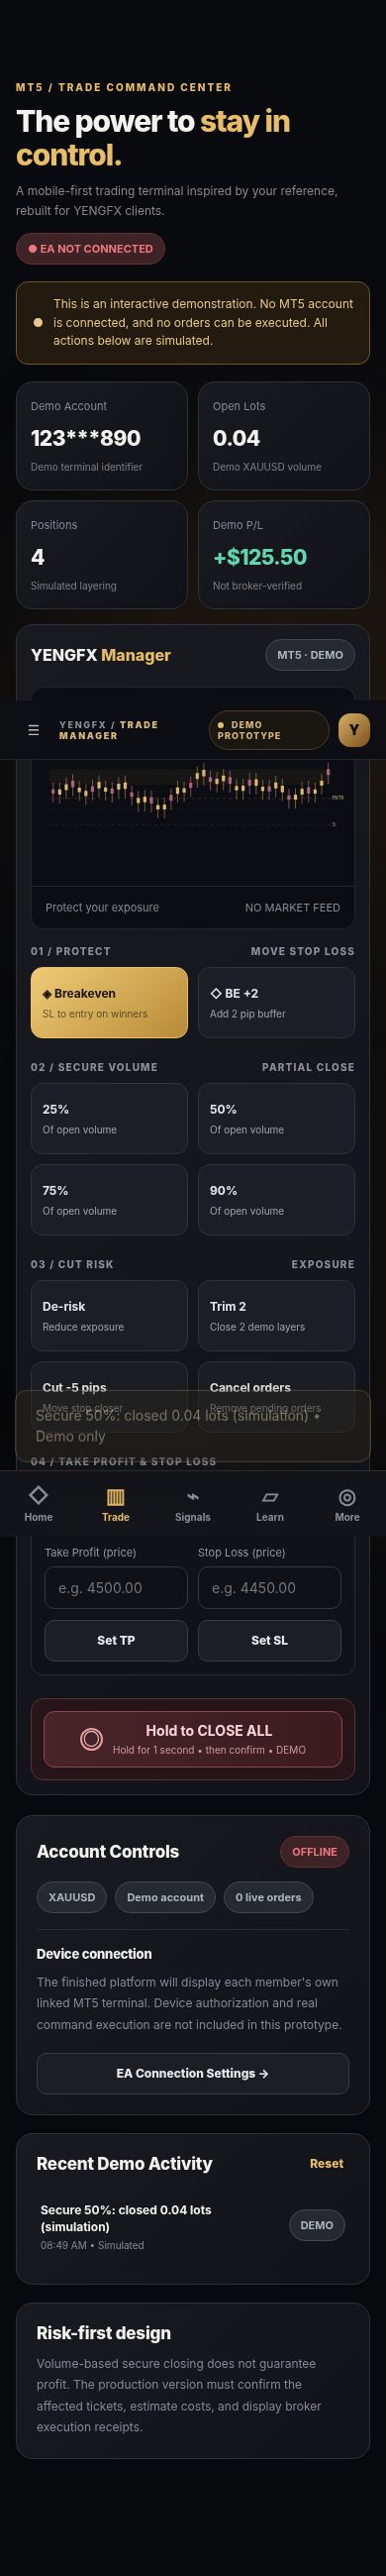 MT5 / TRADE COMMAND CENTER
The power to stay in
control.
A mobile-first trading terminal inspired by your reference,
rebuilt for YENGFX clients.
EA NOT CONNECTED
This is an interactive demonstration. No MT5 account
is connected, and no orders can be executed. All
actions below are simulated.
Demo Account
123***890
Demo terminal identifier
Open Lots
0.04
Demo XAUUSD volume
Positions
4
Simulated layering
Demo P/L
+$125.50
Not broker-verified
YENGFX Manager
MT5 · DEMO
YENGFX / TRADE
MANAGER
DEMO
PROTOTYPE
Y
Protect your exposure
NO MARKET FEED
01 / PROTECT
MOVE STOP LOSS
◈ Breakeven
SL to entry on winners
◇ BE +2
Add 2 pip buffer
02 / SECURE VOLUME
PARTIAL CLOSE
25%
Of open volume
50%
Of open volume
75%
Of open volume
90%
Of open volume
03 / CUT RISK
EXPOSURE
De-risk
Reduce exposure
Trim 2
Close 2 demo layers
Cut -5 pips
Move stop closer
Cancel orders
Remove pending orders
Secure 50%: closed 0.04 lots (simulation) •
Demo only
04 / TAKE PROFIT & STOP LOSS
Home
Trade
Signals
Learn
More
Take Profit (price)
Stop Loss (price)
e.g. 4500.00
e.g. 4450.00
Set TP
Set SL
Hold to CLOSE ALL
Hold for 1 second • then confirm • DEMO
Account Controls
OFFLINE
XAUUSD
Demo account
0 live orders
Device connection
The finished platform will display each member's own
linked MT5 terminal. Device authorization and real
command execution are not included in this prototype.
EA Connection Settings →
Recent Demo Activity
Reset
Secure 50%: closed 0.04 lots
(simulation)
08:49 AM • Simulated
DEMO
Risk-first design
Volume-based secure closing does not guarantee
profit. The production version must confirm the
affected tickets, estimate costs, and display broker
execution receipts.